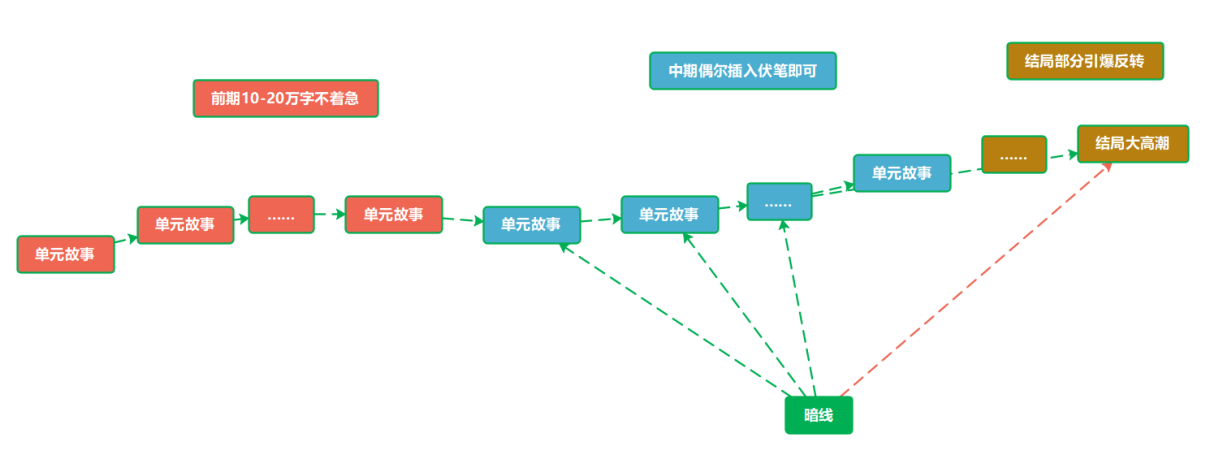 前期10-20万字不着急
中期偶尔插入伏笔即可
结局部分引爆反转
单元故事
单元故事
......
单元故事
单元故事
单元故事
......
单元故事
......
结局大高潮
暗线